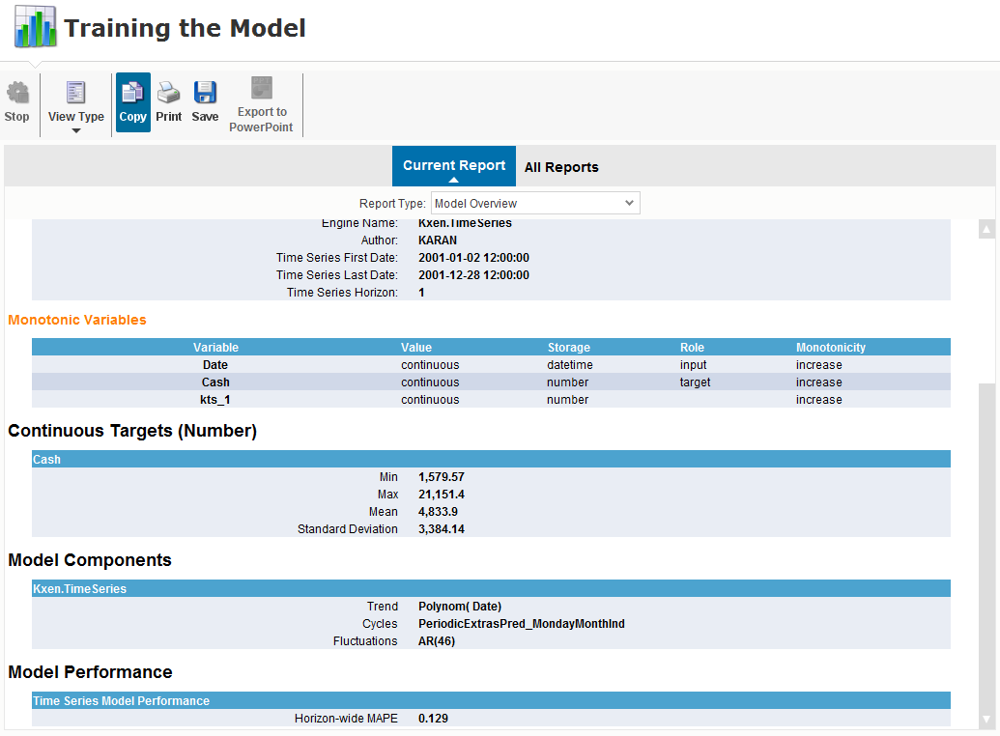 Training the Model
Stop
View Type
Copy
Print
Save
Export to
PowerPoint
Current Report
All Reports
Report Type: Model Overview
Engine Name: Kxen.TimeSeries
Author: KARAN
Time Series First Date: 2001-01-02 12:00:00
Time Series Last Date: 2001-12-28 12:00:00
Time Series Horizon: 1
Monotonic Variables
Variable Value Storage Role Monotonicity
Date continuous datetime input increase
Cash continuous number target increase
kts_1 continuous number increase
Continuous Targets (Number)
Cash
Min 1,579.57
Max 21,151.4
Mean 4,833.9
Standard Deviation 3,384.14
Model Components
Kxen.TimeSeries
Trend Polynom( Date)
Cycles PeriodicExtrasPred_MondayMonthInd
Fluctuations AR(46)
Model Performance
Time Series Model Performance
Horizon-wide MAPE 0.129